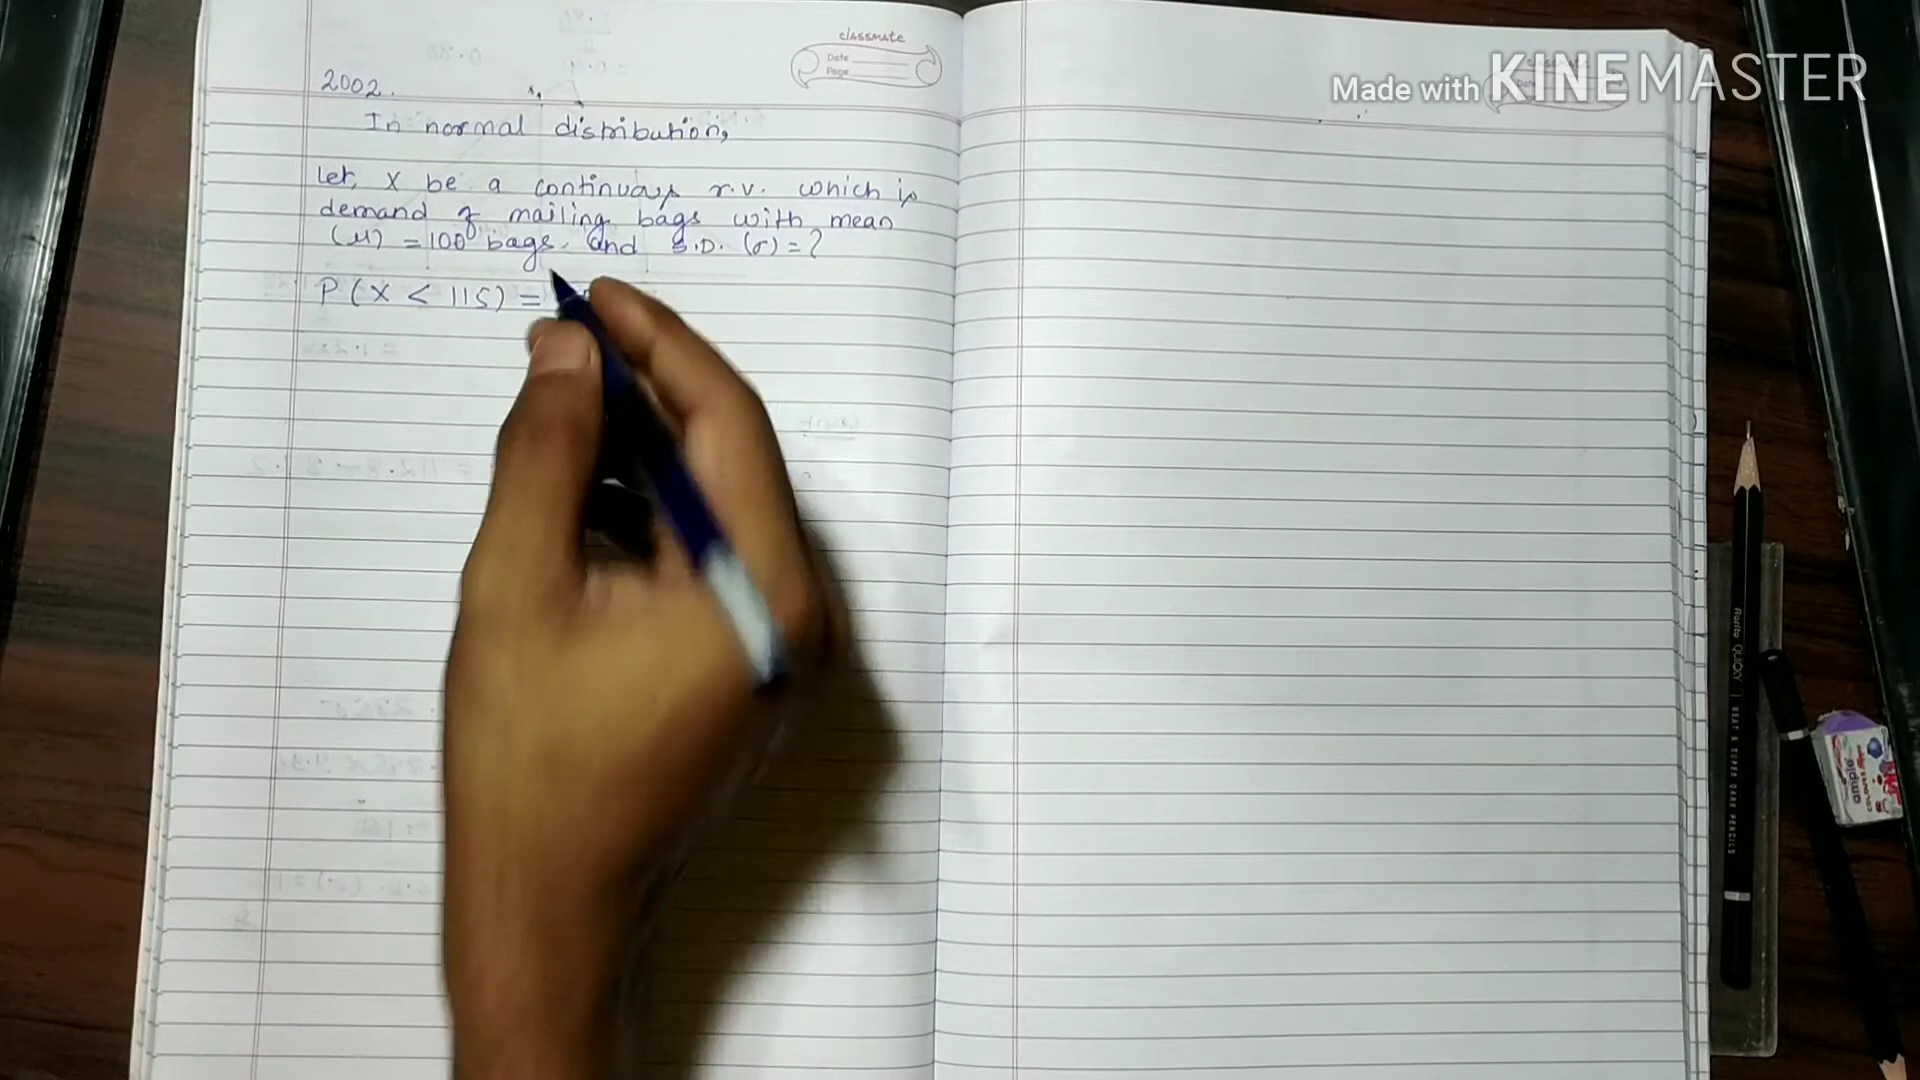 classmate
Date
Page
Made with KINEMASTER
2002.
In normal distribution,
Let, X be a continuous r.v. which is
demand of mailing bags with mean
(μ) = 100 bags. and S.D. (σ) = ?
P(X < 115) =